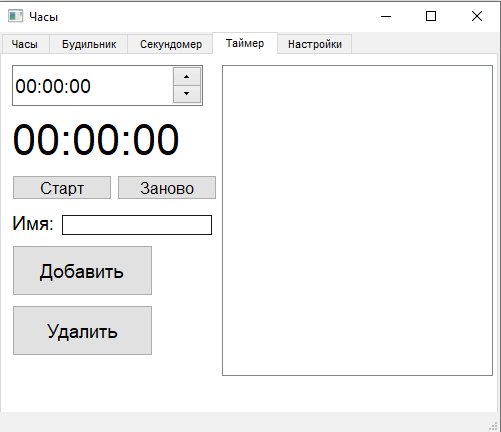 Часы
Часы Будильник Секундомер Таймер Настройки
00:00:00
00:00:00
Старт Заново
Имя:
Добавить
Удалить